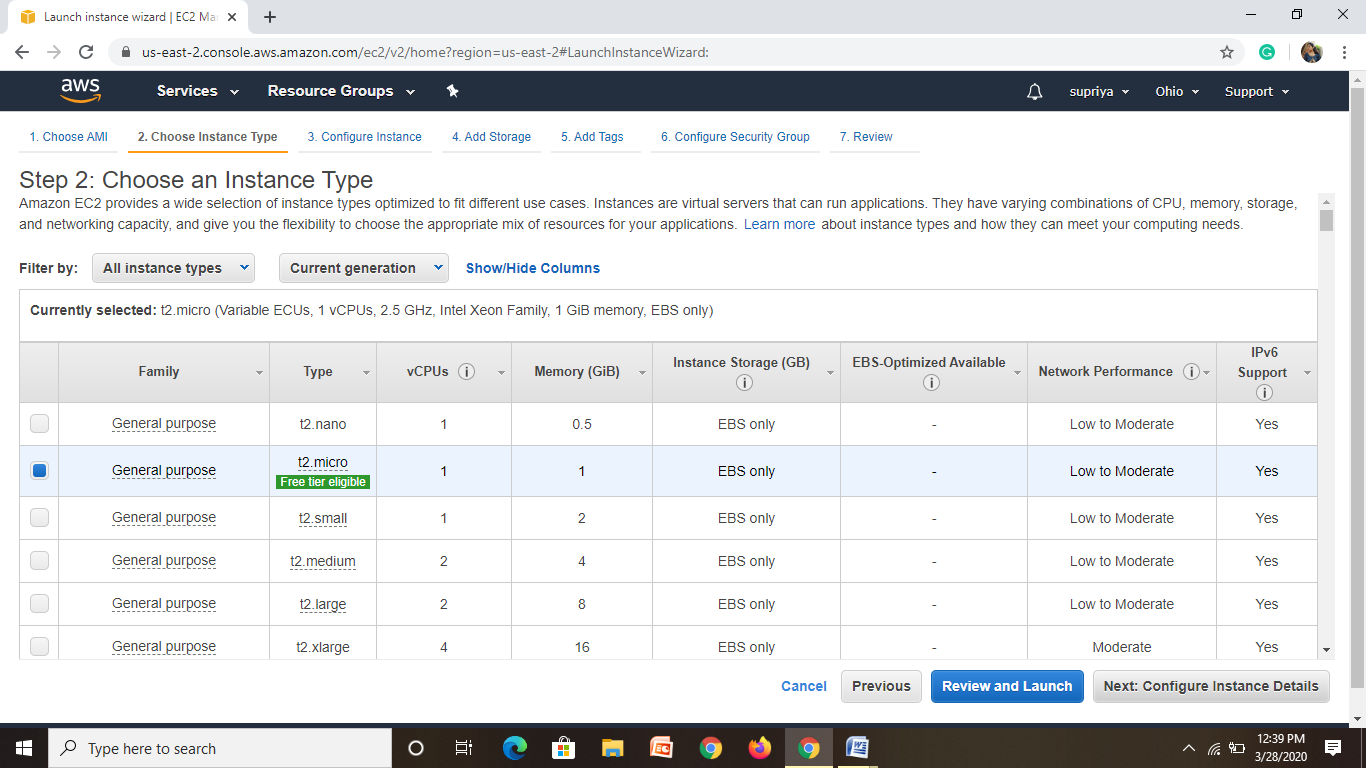 Launch instance wizard | EC2 Ma
us-east-2.console.aws.amazon.com/ec2/v2/home?region=us-east-2#LaunchInstanceWizard:
aws Services Resource Groups supriya Ohio Support
1. Choose AMI 2. Choose Instance Type 3. Configure Instance 4. Add Storage 5. Add Tags 6. Configure Security Group 7. Review
Step 2: Choose an Instance Type
Amazon EC2 provides a wide selection of instance types optimized to fit different use cases. Instances are virtual servers that can run applications. They have varying combinations of CPU, memory, storage,
and networking capacity, and give you the flexibility to choose the appropriate mix of resources for your applications. Learn more about instance types and how they can meet your computing needs.
Filter by: All instance types Current generation Show/Hide Columns
Currently selected: t2.micro (Variable ECUs, 1 vCPUs, 2.5 GHz, Intel Xeon Family, 1 GiB memory, EBS only)
Family Type vCPUs i Memory (GiB) Instance Storage (GB) i EBS-Optimized Available i Network Performance i IPv6 Support i
General purpose t2.nano 1 0.5 EBS only - Low to Moderate Yes
General purpose t2.micro 1 1 EBS only - Low to Moderate Yes
Free tier eligible
General purpose t2.small 1 2 EBS only - Low to Moderate Yes
General purpose t2.medium 2 4 EBS only - Low to Moderate Yes
General purpose t2.large 2 8 EBS only - Low to Moderate Yes
General purpose t2.xlarge 4 16 EBS only - Moderate Yes
Cancel Previous Review and Launch Next: Configure Instance Details
Type here to search
12:39 PM
3/28/2020